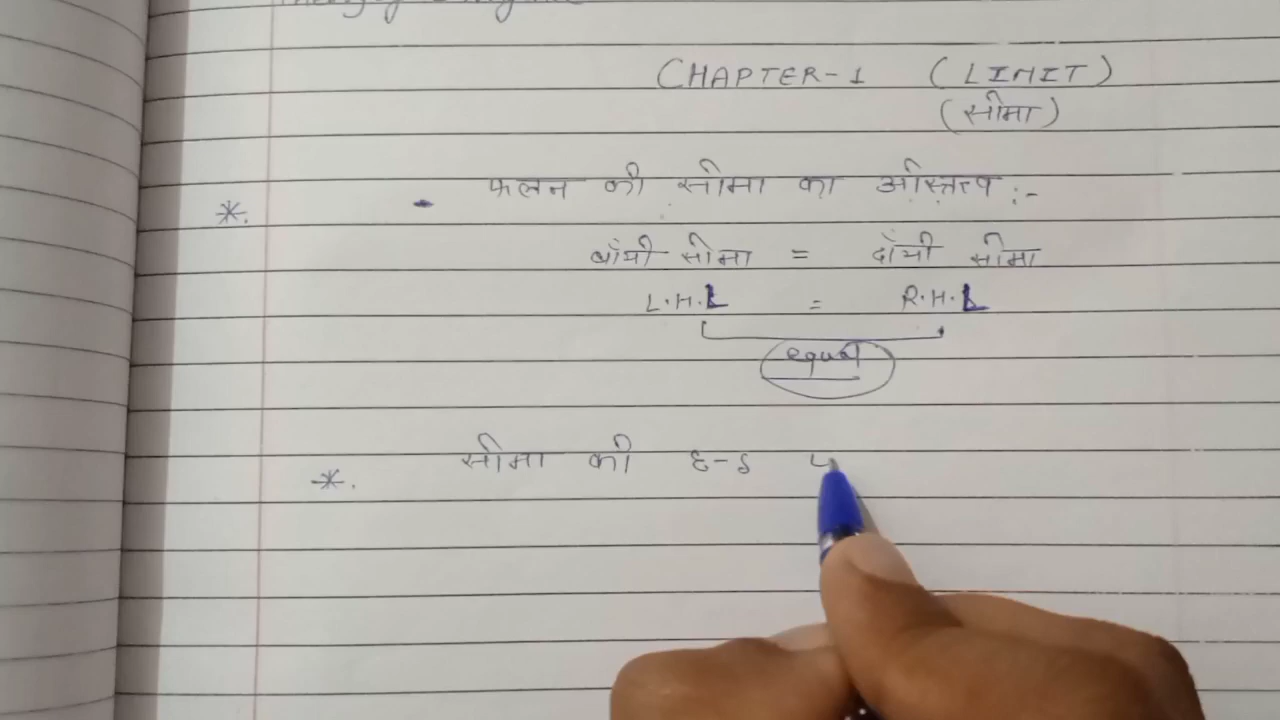 CHAPTER-1 (LIMIT)
(सीमा)
*. फलन की सीमा का अस्तित्व :-
बाँयी सीमा = दाँयी सीमा
L.H.L = R.H.L
equal
*. सीमा की ε-δ